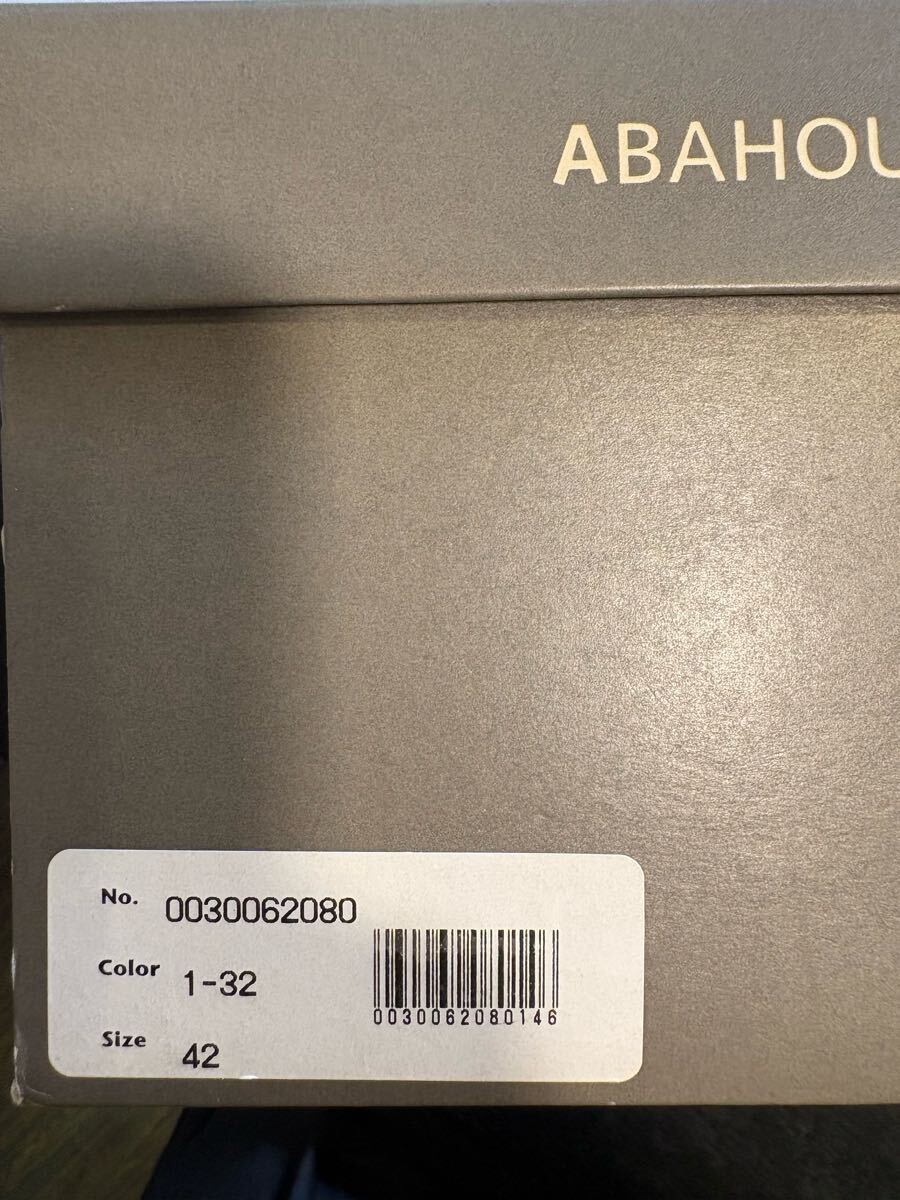 ABAHOU
No. 0030062080
Color 1-32
0030062080146
Size 42